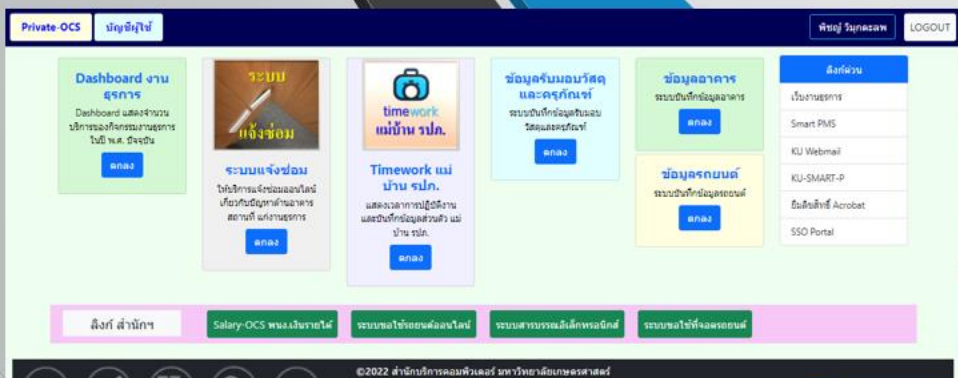 Private-OCS
บัญชีผู้ใช้
พิชญ์ วิมุกตะลพ
LOGOUT
Dashboard งาน
ธุรการ
Dashboard แสดงจำนวน
บริการของกิจกรรมงานธุรการ
ในปี พ.ศ. ปัจจุบัน
ตกลง
ระบบ
แจ้งซ่อม
ระบบแจ้งซ่อม
ให้บริการแจ้งซ่อมออนไลน์
เกี่ยวกับปัญหาด้านอาคาร
สถานที่ แก่งานธุรการ
ตกลง
timework
แม่บ้าน รปภ.
Timework แม่
บ้าน รปภ.
แสดงเวลาการปฏิบัติงาน
และบันทึกข้อมูลส่วนตัว แม่
บ้าน รปภ.
ตกลง
ข้อมูลรับมอบวัสดุ
และครุภัณฑ์
ระบบบันทึกข้อมูลรับมอบ
วัสดุและครุภัณฑ์
ตกลง
ข้อมูลอาคาร
ระบบบันทึกข้อมูลอาคาร
ตกลง
ข้อมูลรถยนต์
ระบบบันทึกข้อมูลรถยนต์
ตกลง
ลิงก์ด่วน
เว็บงานธุรการ
Smart PMS
KU Webmail
KU-SMART-P
ยืมคืนสิทธิ์ Acrobat
SSO Portal
ลิงก์ สำนักฯ
Salary-OCS พนง.เงินรายได้
ระบบขอใช้รถยนต์ออนไลน์
ระบบสารบรรณอิเล็กทรอนิกส์
ระบบขอใช้ที่จอดรถยนต์
©2022 สำนักบริการคอมพิวเตอร์ มหาวิทยาลัยเกษตรศาสตร์